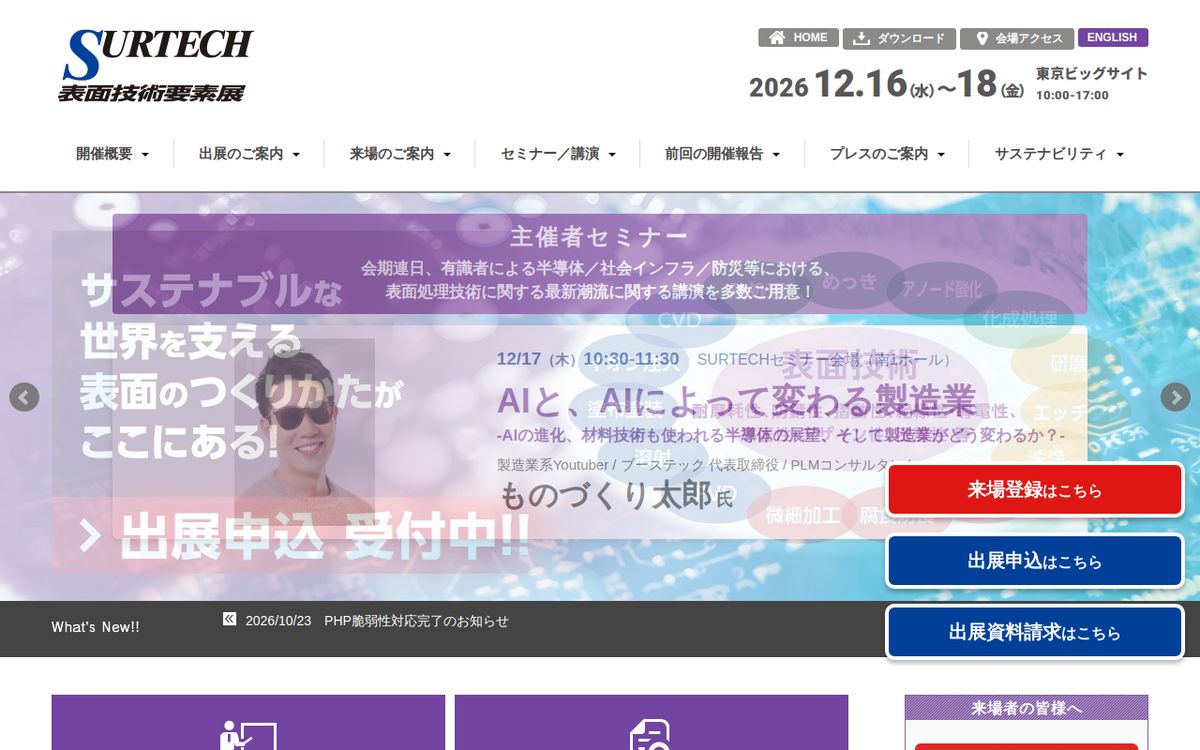 SURTECH
表面技術要素展
HOME
ダウンロード
会場アクセス
ENGLISH
2026 12.16(水)～18(金)
東京ビッグサイト
10:00-17:00
開催概要
出展のご案内
来場のご案内
セミナー／講演
前回の開催報告
プレスのご案内
サステナビリティ
主催者セミナー
会期連日、有識者による半導体／社会インフラ／防災等における、
表面処理技術に関する最新潮流に関する講演を多数ご用意！
サステナブルな
世界を支える
表面のつくりかたが
ここにある!
出展申込 受付中!!
めっき
アノード酸化
CVD
化成処理
イオン注入
表面技術
研磨
塗布塗装
エッチング
溶射
洗浄
微細加工
腐食防食
12/17（木）10:30-11:30 SURTECHセミナー会場（南1ホール）
AIと、AIによって変わる製造業
-AIの進化、材料技術も使われる半導体の展望、そして製造業がどう変わるか？-
製造業系Youtuber / ブーステック 代表取締役 / PLMコンサルタント
ものづくり太郎 氏
来場登録はこちら
出展申込はこちら
出展資料請求はこちら
What's New!!
2026/10/23 PHP脆弱性対応完了のお知らせ
来場者の皆様へ